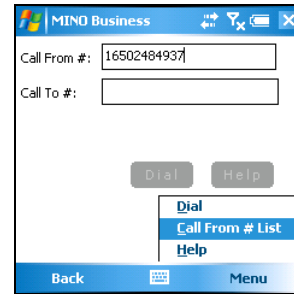 MINO Business
Call From #: 16502484937
Call To #:
Dial Help
Dial
Call From # List
Help
Back Menu